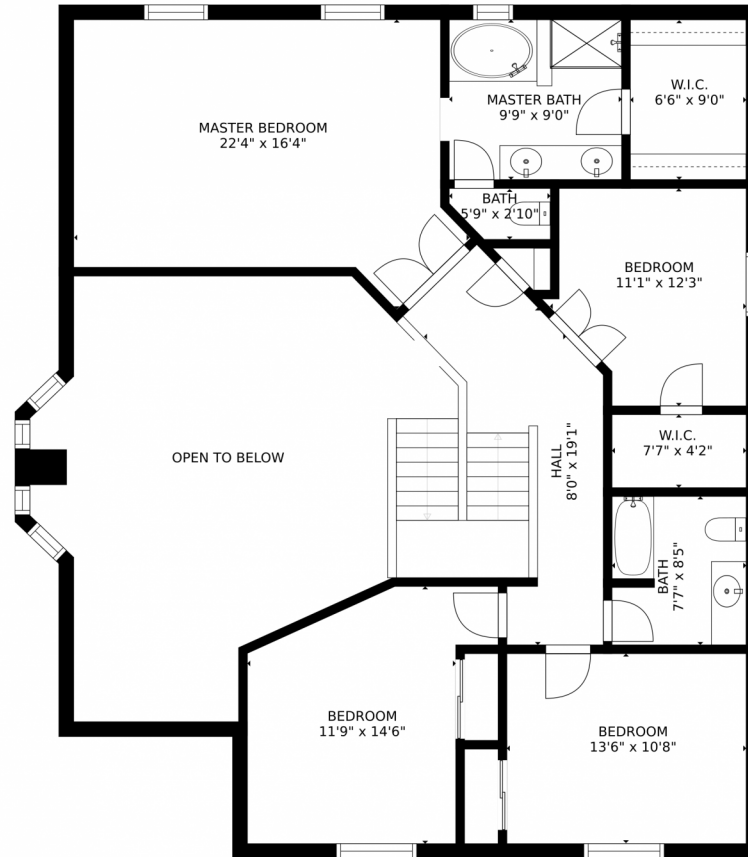 MASTER BEDROOM
22'4" x 16'4"
MASTER BATH
9'9" x 9'0"
W.I.C.
6'6" x 9'0"
BATH
5'9" x 2'10"
BEDROOM
11'1" x 12'3"
W.I.C.
7'7" x 4'2"
OPEN TO BELOW
HALL
8'0" x 19'1"
BATH
7'7" x 8'5"
BEDROOM
11'9" x 14'6"
BEDROOM
13'6" x 10'8"